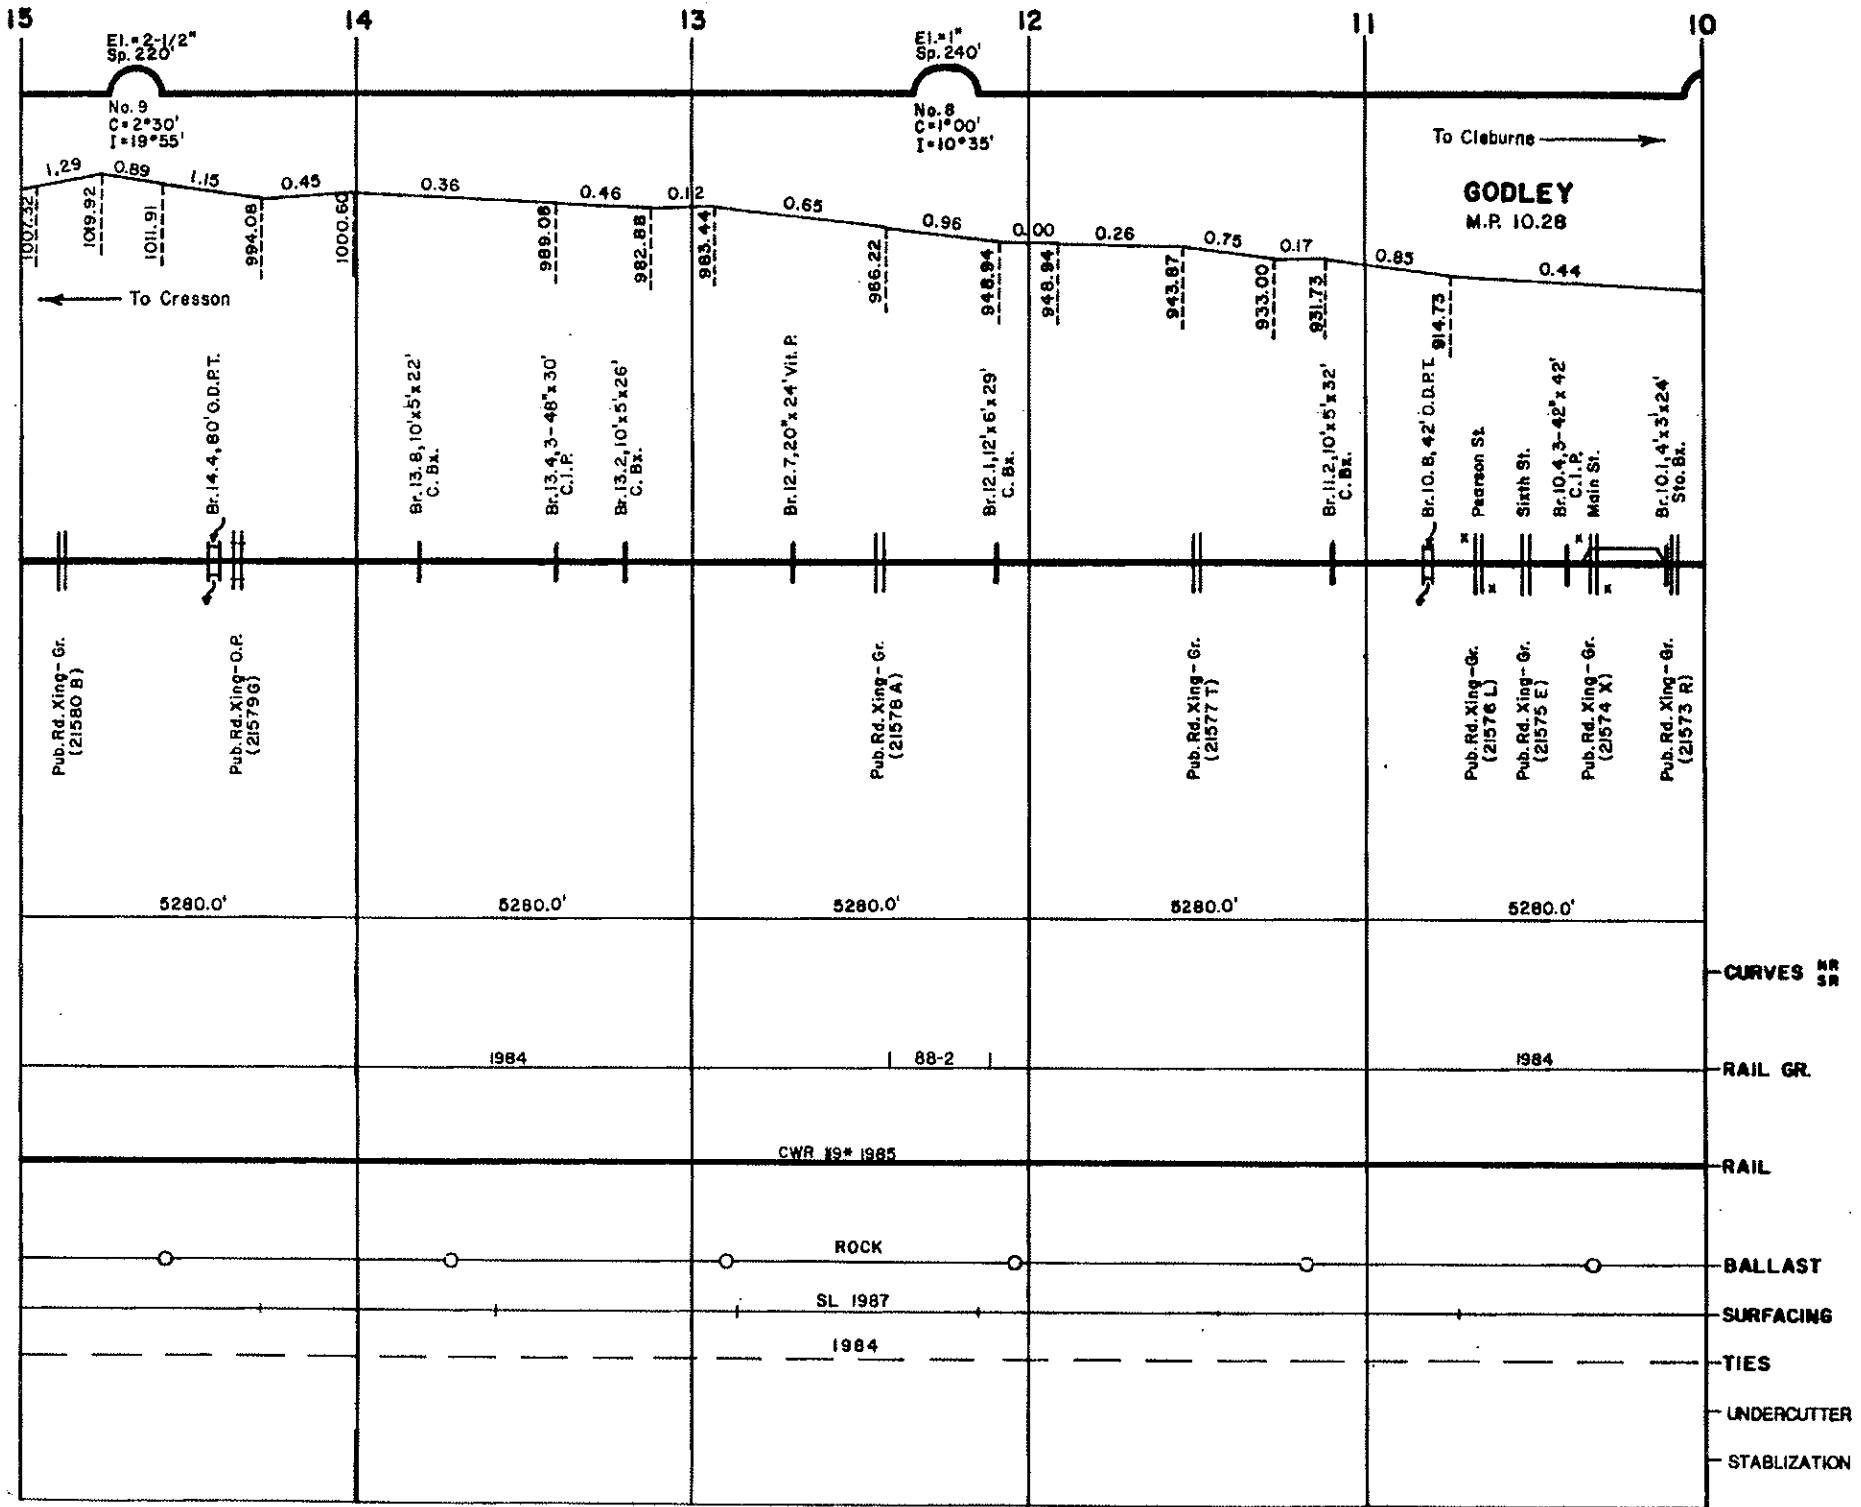 15 14 13 12 11 10
El.=2-1/2"
Sp. 220'
El.=1"
Sp. 240'
No. 9
C=2°30'
I=19°55'
No. 8
C=1°00'
I=10°35'
To Cleburne
GODLEY
M.P. 10.28
1.29 0.89 1.15 0.45 0.36 0.46 0.12 0.65 0.96 0.00 0.26 0.75 0.17 0.85 0.44
1007.32 1019.92 1011.91 994.08 1000.60 989.08 982.88 983.44 966.22 948.94 948.94 943.87 933.00 931.73 914.73
To Cresson
Br.14.4, 80' O.D.P.T.
Br.13.8, 10'x5'x22'
C. Bx.
Br.13.4, 3-48"x30'
C.I.P.
Br.13.2, 10'x5'x26'
C. Bx.
Br.12.7, 20"x24' Vit. P.
Br.12.1, 12'x6'x29'
C. Bx.
Br.11.2, 10'x5'x32'
C. Bx.
Br.10.8, 42' O.D.P.T.
Pearson St.
Sixth St.
Br.10.4, 3-42"x42'
C.I.P.
Main St.
Br.10.1, 4'x3'x24'
Sto. Bx.
Pub. Rd. Xing-Gr.
(21580 B)
Pub. Rd. Xing-O.P.
(21579G)
Pub. Rd. Xing-Gr.
(21578 A)
Pub. Rd. Xing-Gr.
(21577 T)
Pub. Rd. Xing-Gr.
(21576 L)
Pub. Rd. Xing-Gr.
(21575 E)
Pub. Rd. Xing-Gr.
(21574 X)
Pub. Rd. Xing-Gr.
(21573 R)
5280.0' 5280.0' 5280.0' 5280.0' 5280.0'
CURVES NR
SR
1984 88-2 1984 RAIL GR.
CWR 1985 RAIL
ROCK BALLAST
SL 1987 SURFACING
1984 TIES
UNDERCUTTER
STABLIZATION